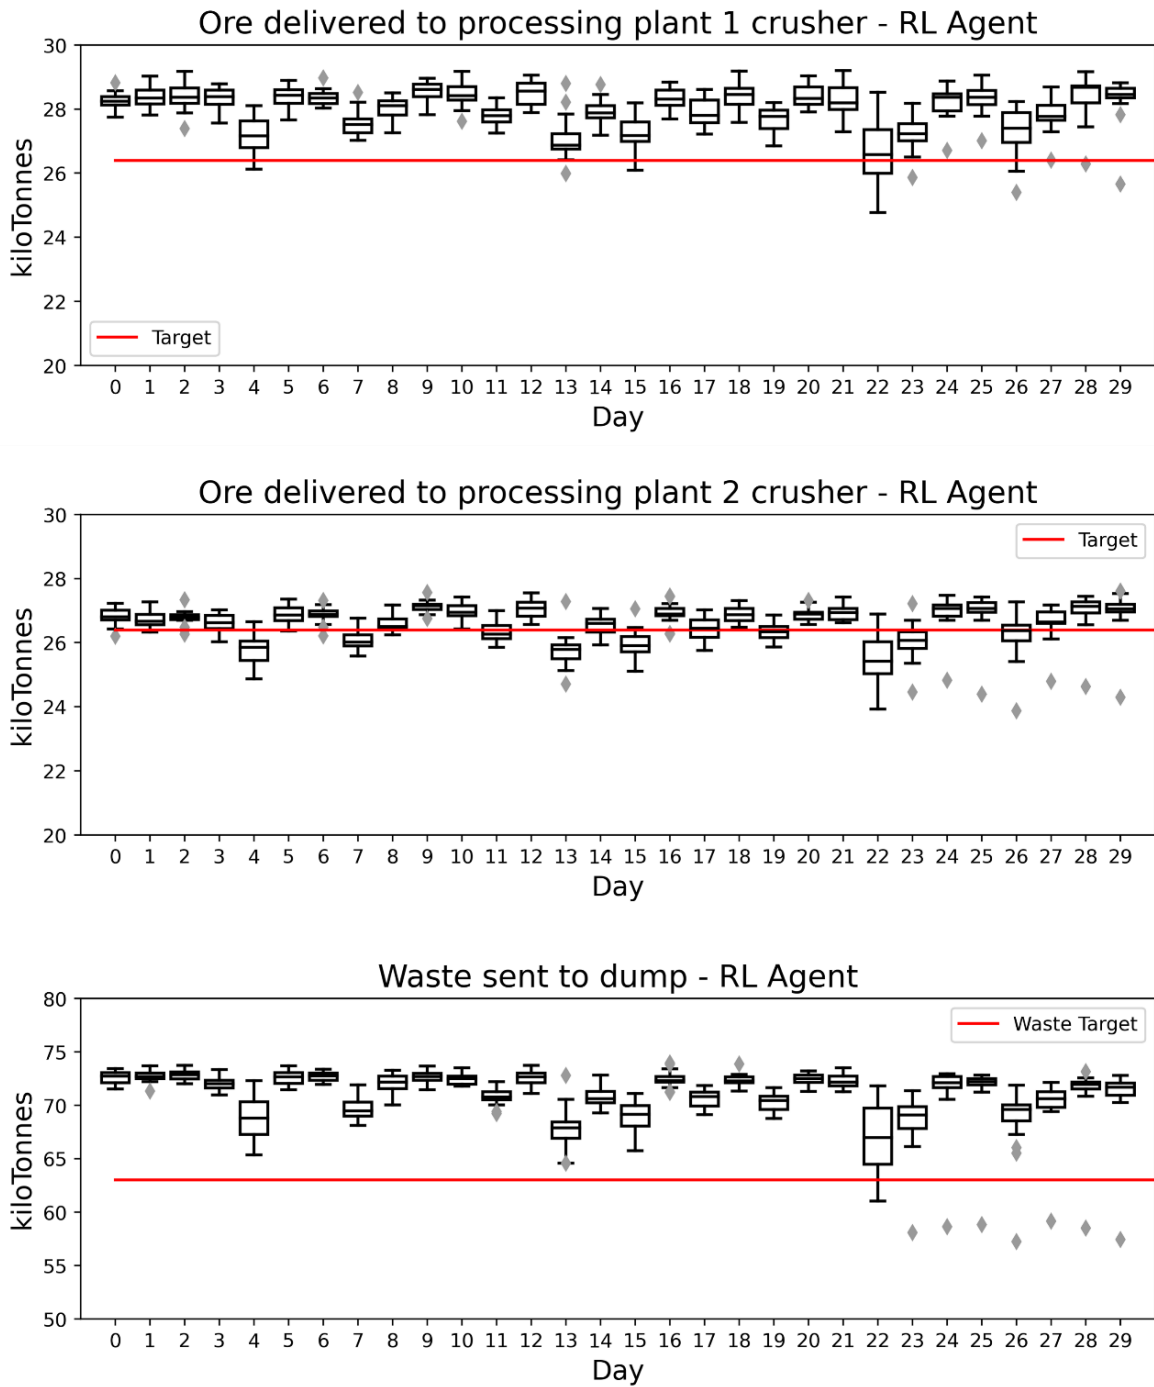 Ore delivered to processing plant 1 crusher - RL Agent
30
28
26
24
22
20
kiloTonnes
Target
0 1 2 3 4 5 6 7 8 9 10 11 12 13 14 15 16 17 18 19 20 21 22 23 24 25 26 27 28 29
Day
Ore delivered to processing plant 2 crusher - RL Agent
30
28
26
24
22
20
kiloTonnes
Target
0 1 2 3 4 5 6 7 8 9 10 11 12 13 14 15 16 17 18 19 20 21 22 23 24 25 26 27 28 29
Day
Waste sent to dump - RL Agent
80
75
70
65
60
55
50
kiloTonnes
Waste Target
0 1 2 3 4 5 6 7 8 9 10 11 12 13 14 15 16 17 18 19 20 21 22 23 24 25 26 27 28 29
Day